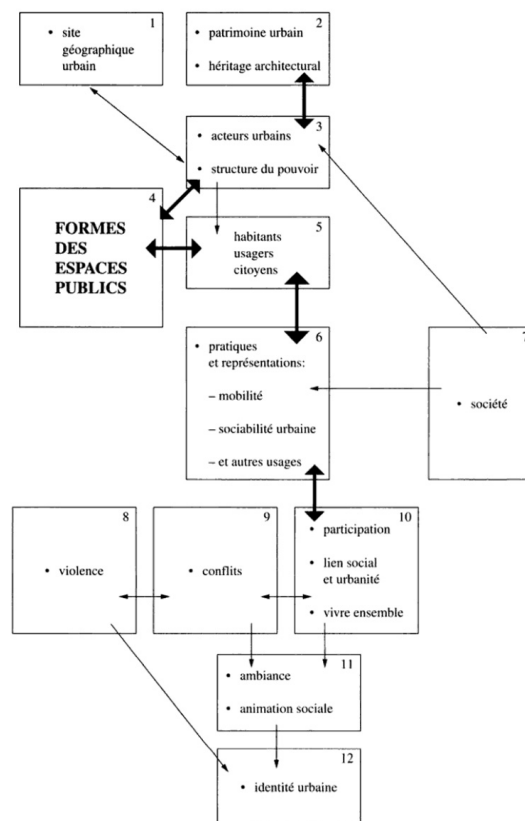 1
• site
géographique
urbain
2
• patrimoine urbain
• héritage architectural
3
• acteurs urbains
• structure du pouvoir
4
FORMES
DES
ESPACES
PUBLICS
5
habitants
usagers
citoyens
6
• pratiques
et représentations:
– mobilité
– sociabilité urbaine
– et autres usages
7
• société
8
• violence
9
• conflits
10
• participation
• lien social
et urbanité
• vivre ensemble
11
• ambiance
• animation sociale
12
• identité urbaine